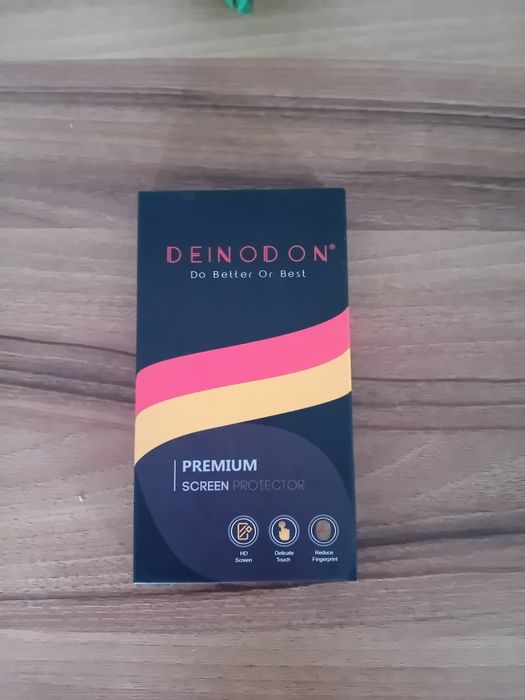 DEINODON®
Do Better Or Best
PREMIUM
SCREEN PROTECTOR
HD
Screen
Delicate
Touch
Reduce
Fingerprint